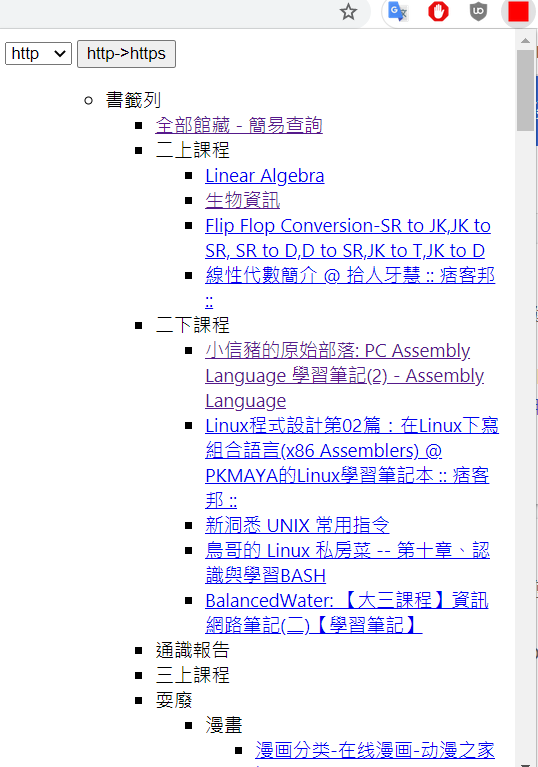 http http->https
書籤列
全部館藏 - 簡易查詢
二上課程
Linear Algebra
生物資訊
Flip Flop Conversion-SR to JK,JK to
SR, SR to D,D to SR,JK to T,JK to D
線性代數簡介 @ 拾人牙慧 :: 痞客邦
::
二下課程
小信豬的原始部落: PC Assembly
Language 學習筆記(2) - Assembly
Language
Linux程式設計第02篇：在Linux下寫
組合語言(x86 Assemblers) @
PKMAYA的Linux學習筆記本 :: 痞客
邦 ::
新洞悉 UNIX 常用指令
鳥哥的 Linux 私房菜 -- 第十章、認
識與學習BASH
BalancedWater: 【大三課程】資訊
網路筆記(二)【學習筆記】
通識報告
三上課程
耍廢
漫畫
漫画分类-在线漫画-动漫之家